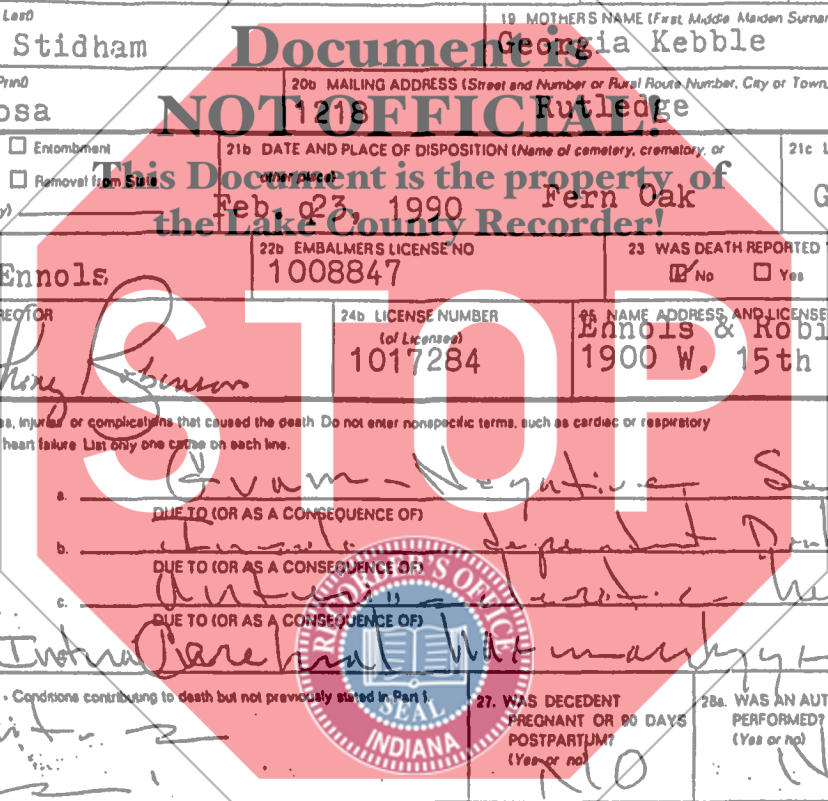 Last)
19 MOTHER'S NAME (First, Middle Maiden Surnam
Stidham
Georgia Kebble
Document is
Print)
20b MAILING ADDRESS (Street and Number or Rural Route Number, City or Town,
osa
1218 Rutledge
NOT OFFICIAL!
Entombment
21b DATE AND PLACE OF DISPOSITION (Name of cemetery, crematory, or
21c L
Removal from State
other place)
This Document is the property of
Feb. 23, 1990 Fern Oak
G
the Lake County Recorder!
y)
22b EMBALMERS LICENSE NO
23 WAS DEATH REPORTED T
Ennols
1008847
No Yes
RECTOR
24b LICENSE NUMBER
25 NAME ADDRESS AND LICENSE
(of Licensee)
Ennols & Robi
1017284
1900 W. 15th
Robinson
STOP
es, injuries or complications that caused the death Do not enter nonspecific terms, such as cardiac or respiratory
heart failure List only one cause on each line.
a. Gram-Negative Se
DUE TO (OR AS A CONSEQUENCE OF)
b. dependent
DUE TO (OR AS A CONSEQUENCE OF)
c.
DUE TO (OR AS A CONSEQUENCE OF)
RECORDER'S OFFICE
SEAL
INDIANA
- Conditions contributing to death but not previously stated in Part I.
27. WAS DECEDENT
PREGNANT OR 90 DAYS
POSTPARTUM?
(Yes or no)
NO
28a. WAS AN AUT
PERFORMED?
(Yes or no)
N